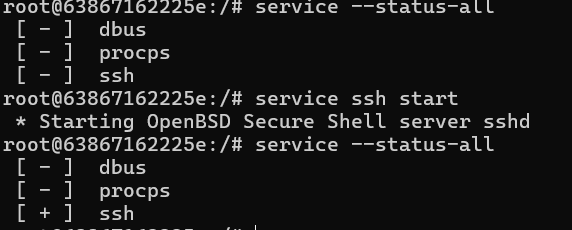 root@63867162225e:/# service --status-all
[ - ]  dbus
[ - ]  procps
[ - ]  ssh
root@63867162225e:/# service ssh start
* Starting OpenBSD Secure Shell server sshd
root@63867162225e:/# service --status-all
[ - ]  dbus
[ - ]  procps
[ + ]  ssh